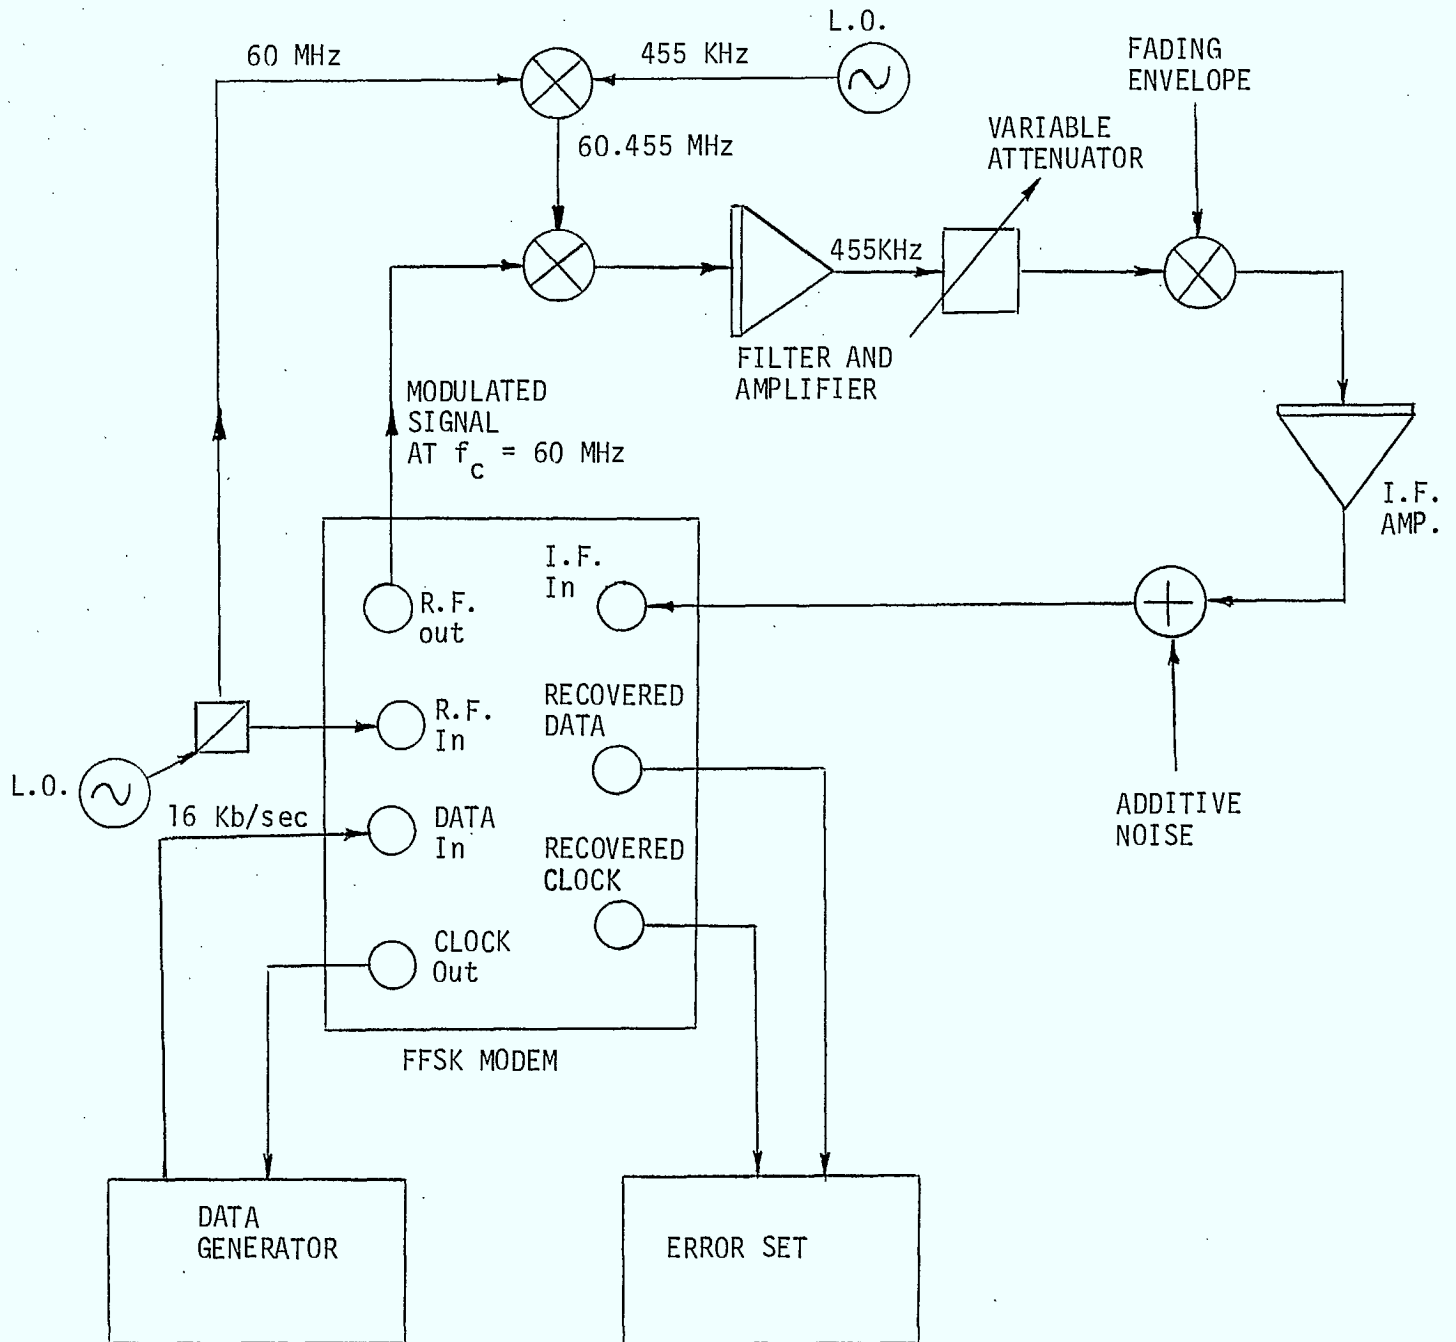 L.O.
60 MHz
455 KHz
FADING
ENVELOPE
60.455 MHz
VARIABLE
ATTENUATOR
455KHz
FILTER AND
AMPLIFIER
MODULATED
SIGNAL
AT fc = 60 MHz
I.F.
AMP.
I.F.
In
R.F.
out
RECOVERED
DATA
R.F.
In
L.O.
16 Kb/sec
DATA
In
ADDITIVE
NOISE
RECOVERED
CLOCK
CLOCK
Out
FFSK MODEM
DATA
GENERATOR
ERROR SET